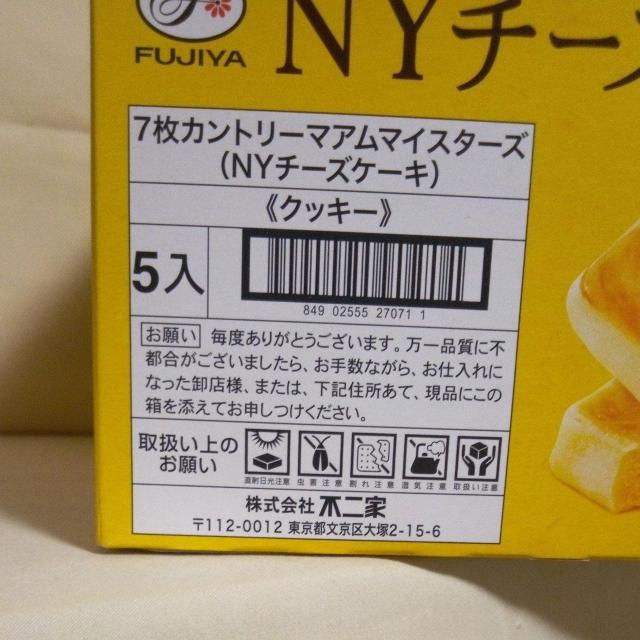 FUJIYA
NYチーズ
7枚カントリーマアムマイスターズ
(NYチーズケーキ)
《クッキー》
5入
849 02555 27071 1
お願い 毎度ありがとうございます。万一品質に不
都合がございましたら、お手数ながら、お仕入れに
なった卸店様、または、下記住所あて、現品にこの
箱を添えてお申しつけください。
取扱い上の
お願い
直射日光注意 虫害注意 割れ注意 湿気注意 取扱い注意
株式会社 不二家
〒112-0012 東京都文京区大塚2-15-6